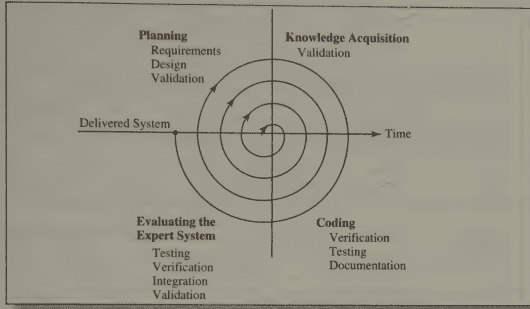 Planning
Requirements
Design
Validation
Knowledge Acquisition
Validation
Delivered System
Time
Evaluating the
Expert System
Testing
Verification
Integration
Validation
Coding
Verification
Testing
Documentation